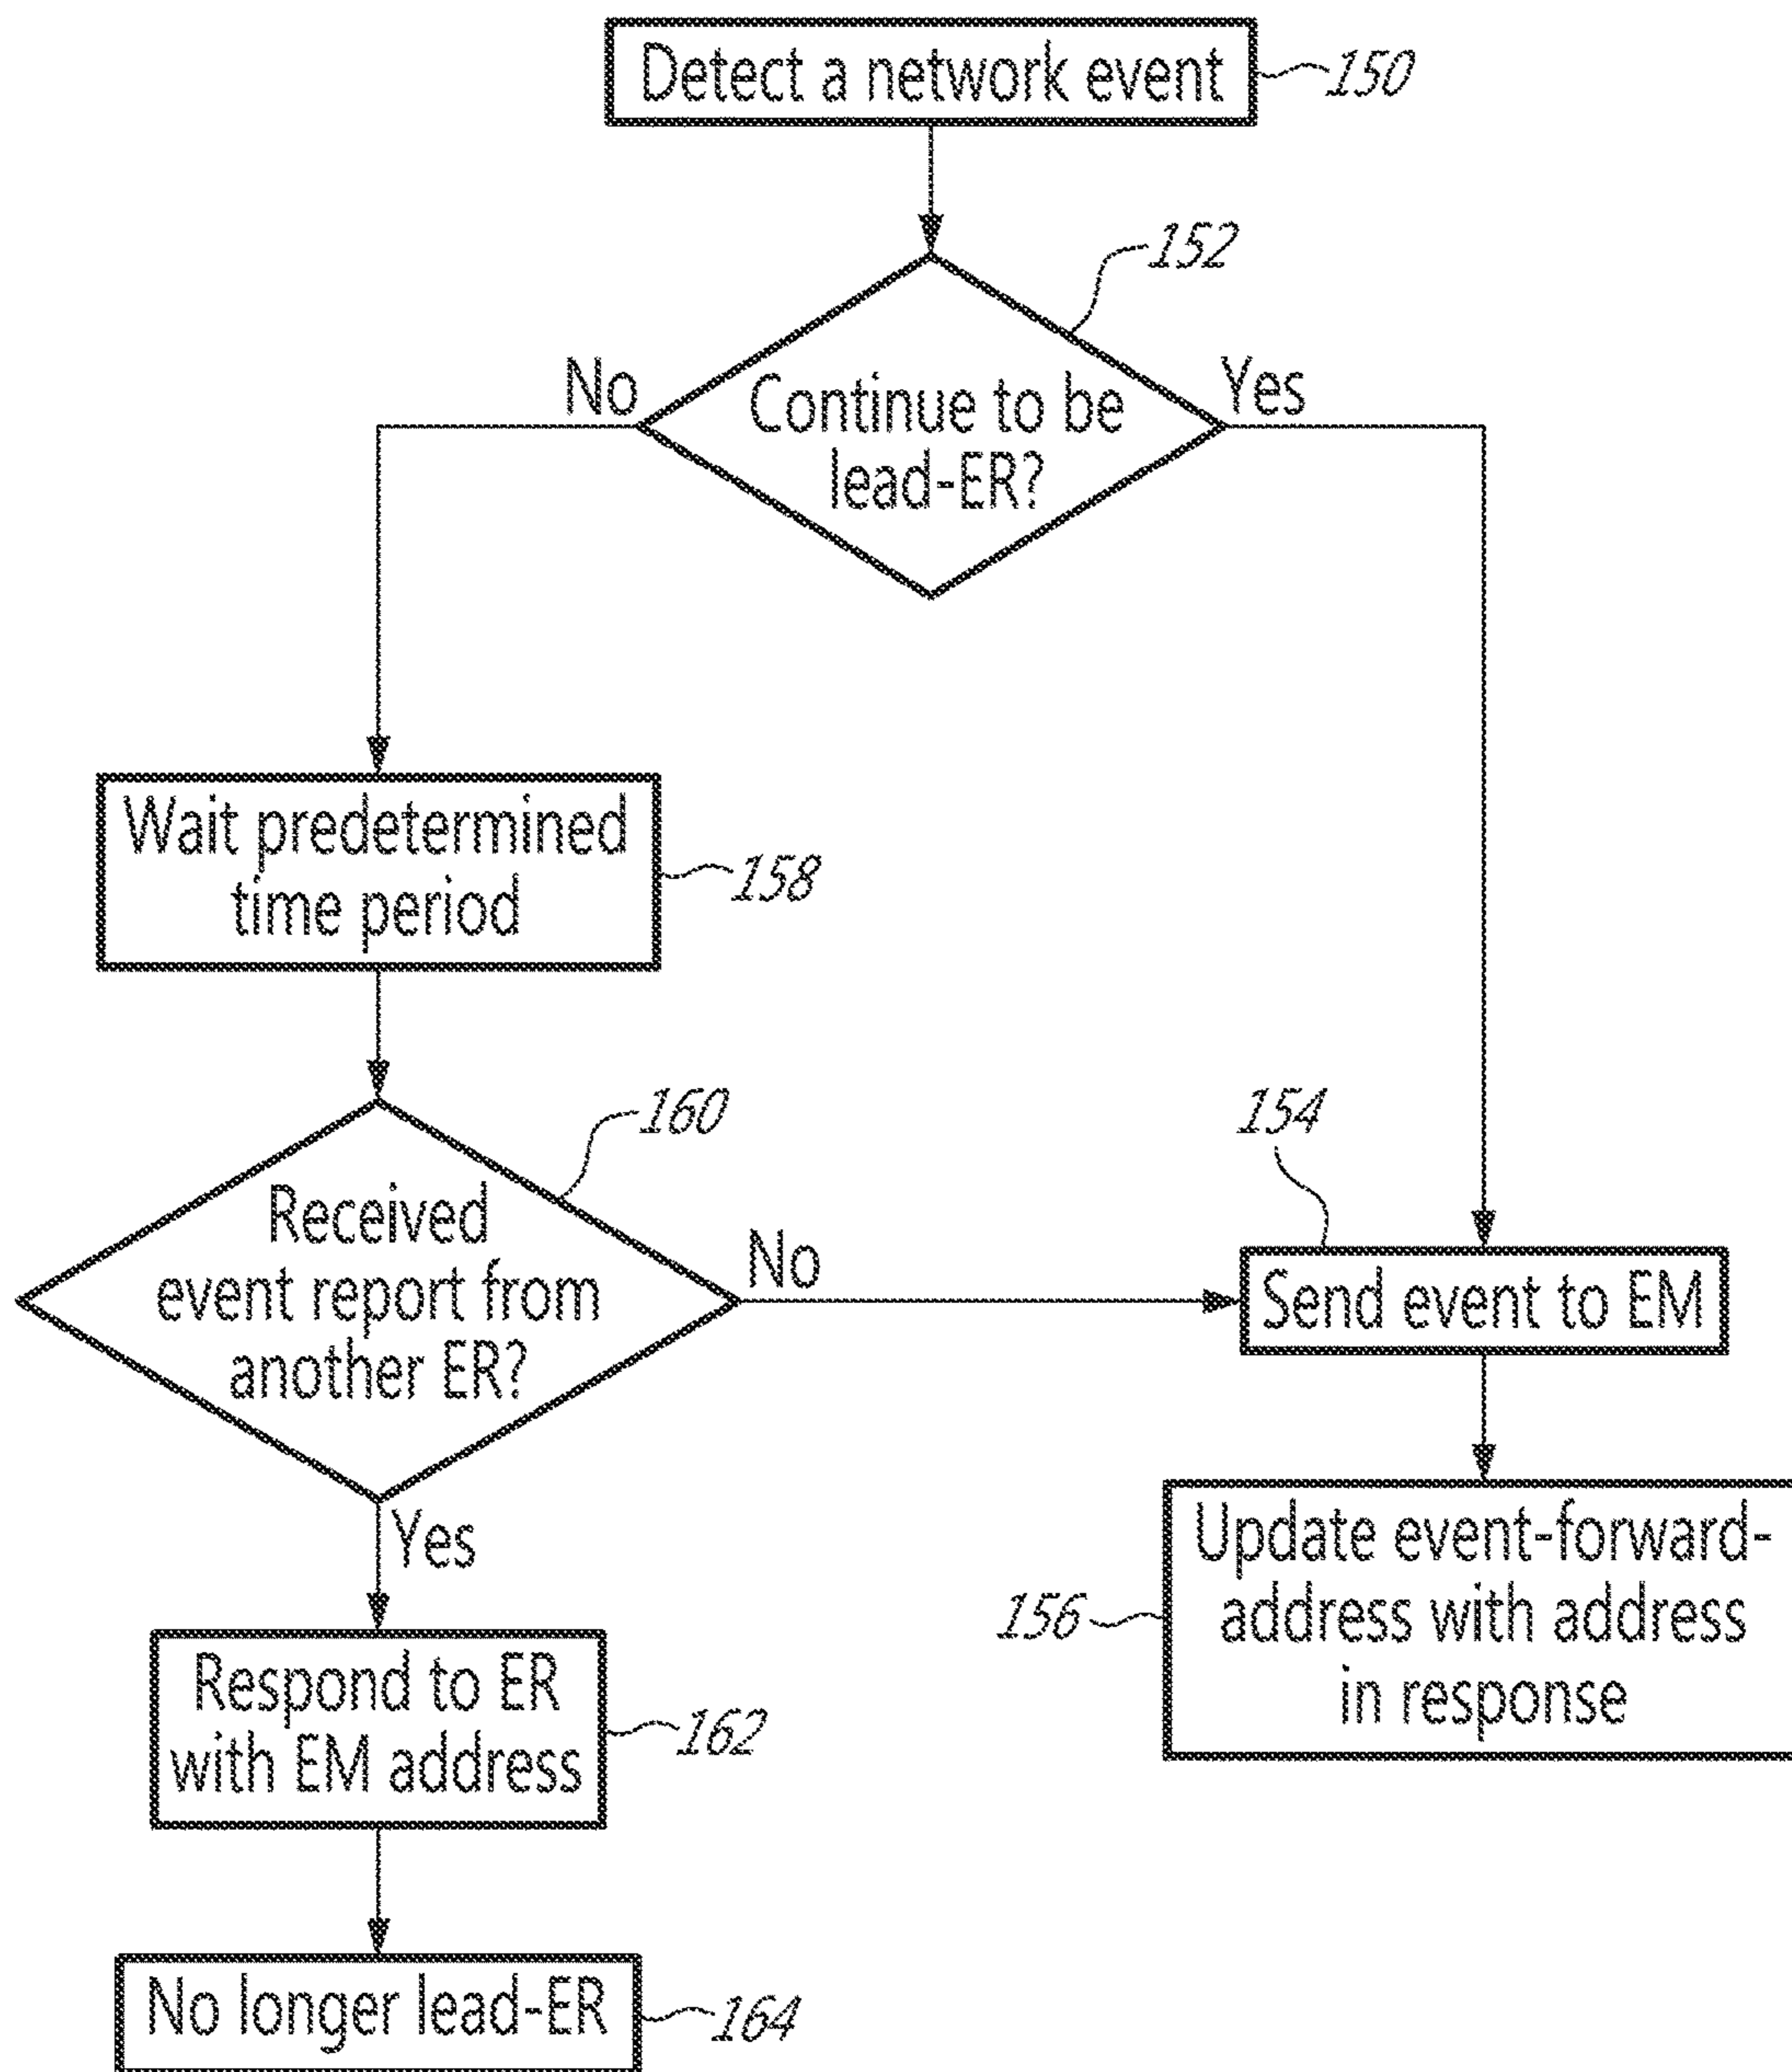 Detect a network event
150
152
No
Yes
Continue to be
lead-ER?
Wait predetermined
time period
158
160
154
Received
event report from
another ER?
No
Send event to EM
Yes
Update event-forward-
address with address
in response
156
Respond to ER
with EM address
162
No longer lead-ER
164